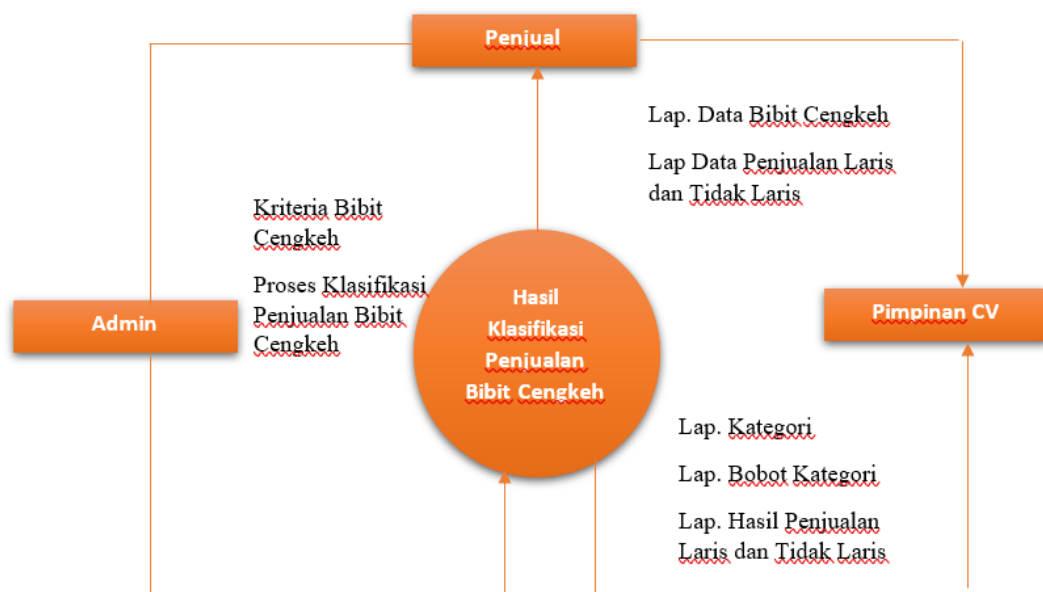 Penjual
Lap. Data Bibit Cengkeh
Lap Data Penjualan Laris
dan Tidak Laris
Kriteria Bibit
Cengkeh
Proses Klasifikasi
Penjualan Bibit
Cengkeh
Admin
Hasil
Klasifikasi
Penjualan
Bibit Cengkeh
Pimpinan CV
Lap. Kategori
Lap. Bobot Kategori
Lap. Hasil Penjualan
Laris dan Tidak Laris